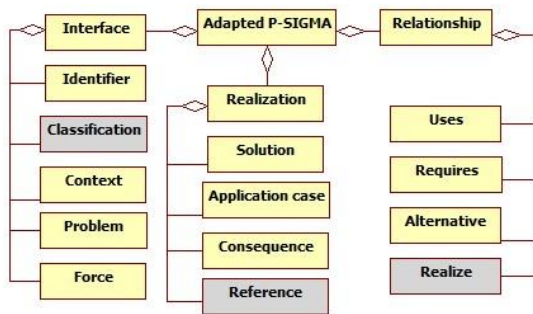 Adapted P-SIGMA
Interface
Identifier
Classification
Context
Problem
Force
Realization
Solution
Application case
Consequence
Reference
Relationship
Uses
Requires
Alternative
Realize